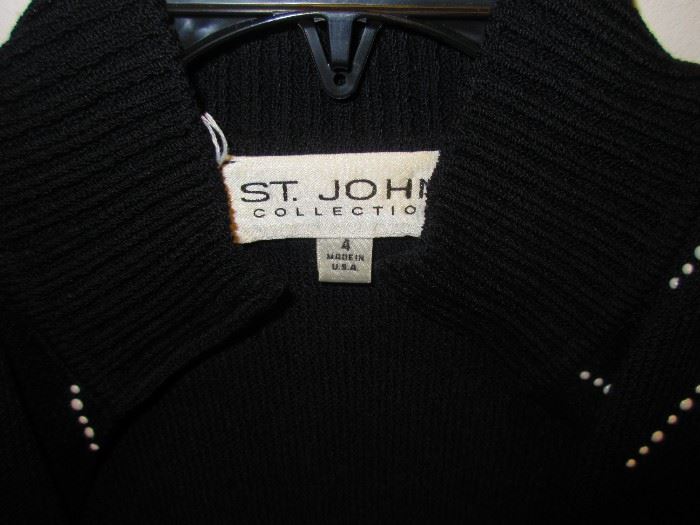 ST. JOHN
COLLECTIO
4
MADE IN
U.S.A.